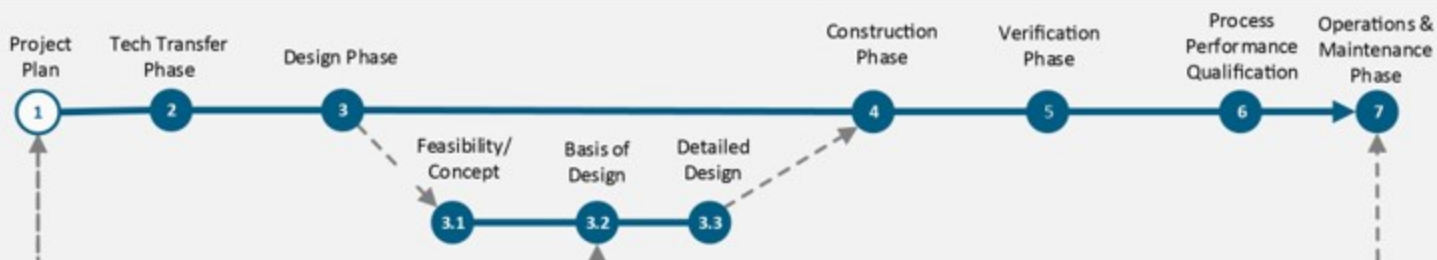 Project
Plan
Tech Transfer
Phase
Design Phase
Construction
Phase
Verification
Phase
Process
Performance
Qualification
Operations &
Maintenance
Phase
1
2
3
4
5
6
7
Feasibility/
Concept
Basis of
Design
Detailed
Design
3.1
3.2
3.3